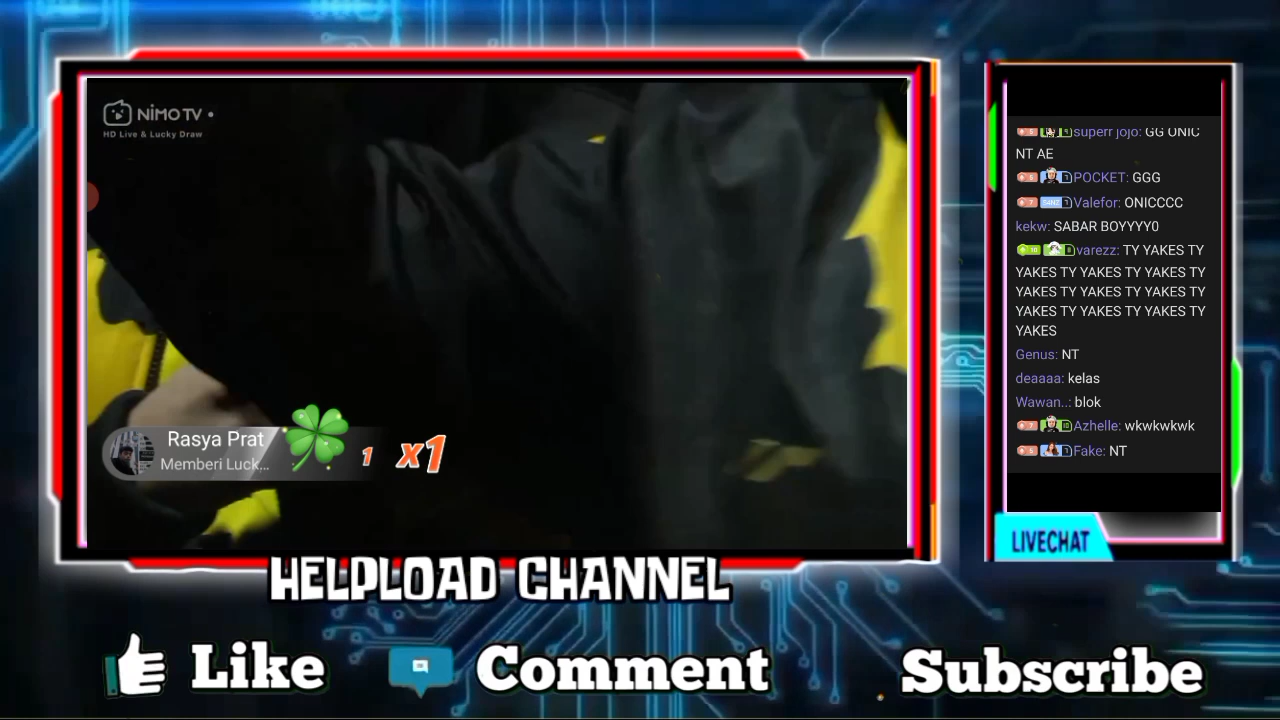 NiMO TV
HD Live & Lucky Draw
Rasya Prat
Memberi Luck...
1 x1
superr jojo: GG ONIC
NT AE
POCKET: GGG
Valefor: ONICCCC
kekw: SABAR BOYYYY0
varezz: TY YAKES TY
YAKES TY YAKES TY YAKES TY
YAKES TY YAKES TY YAKES TY
YAKES TY YAKES TY YAKES TY
YAKES
Genus: NT
deaaaa: kelas
Wawan..: blok
Azhelle: wkwkwkwk
Fake: NT
LIVECHAT
HELPLOAD CHANNEL
Like
Comment
Subscribe